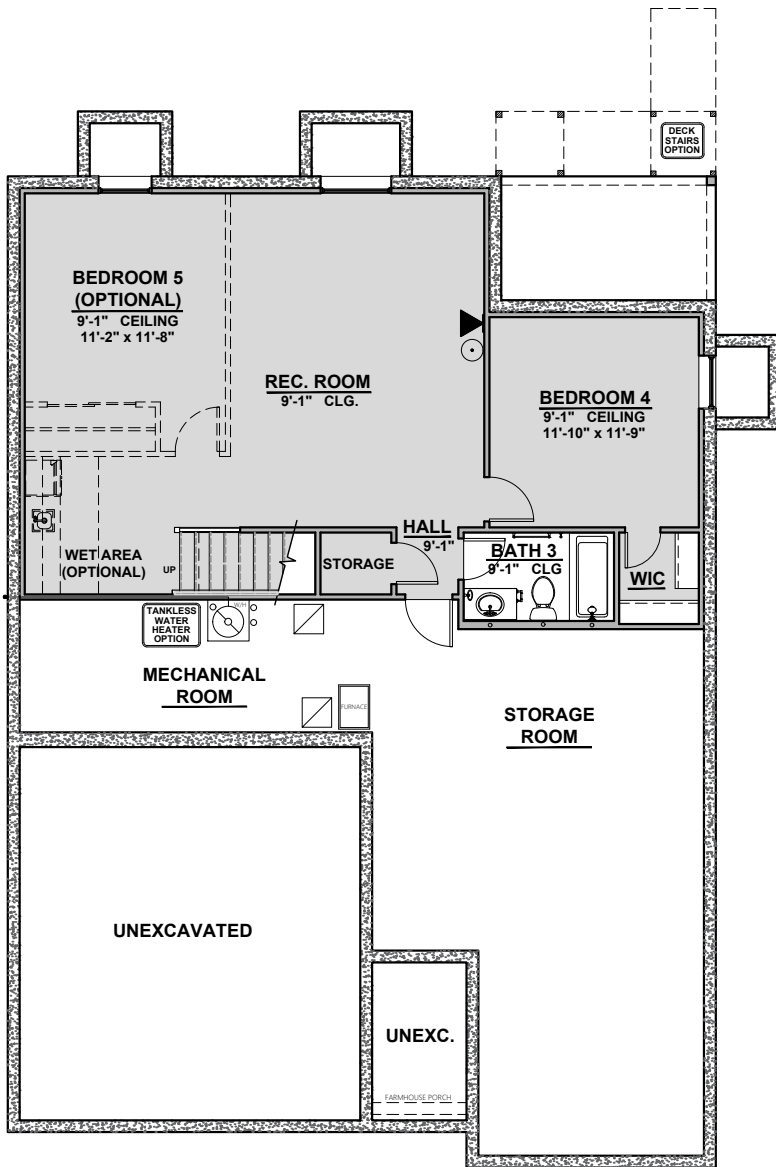 DECK
STAIRS
OPTION
BEDROOM 5
(OPTIONAL)
9'-1" CEILING
11'-2" x 11'-8"
REC. ROOM
9'-1" CLG.
BEDROOM 4
9'-1" CEILING
11'-10" x 11'-9"
HALL
9'-1"
BATH 3
9'-1" CLG
WET AREA
(OPTIONAL)
UP
STORAGE
WIC
TANKLESS
WATER
HEATER
OPTION
W/H
MECHANICAL
ROOM
FURNACE
STORAGE
ROOM
UNEXCAVATED
UNEXC.
FARMHOUSE PORCH